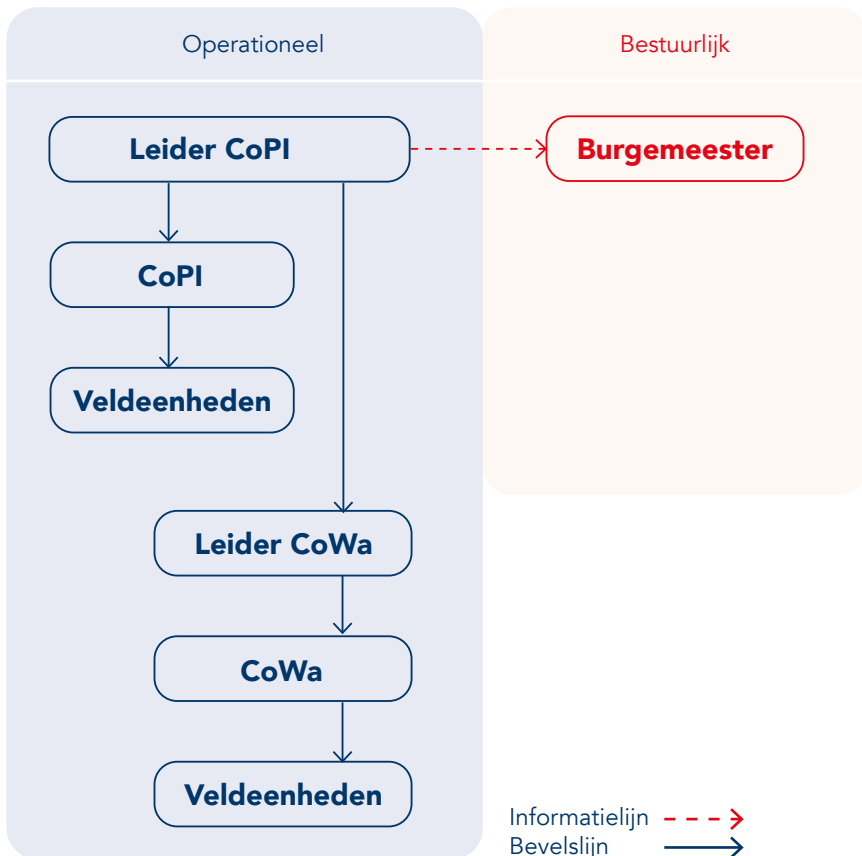 Operationeel
Bestuurlijk
Leider CoPI
Burgemeester
CoPI
Veldeenheden
Leider CoWa
CoWa
Veldeenheden
Informatielijn
Bevelslijn